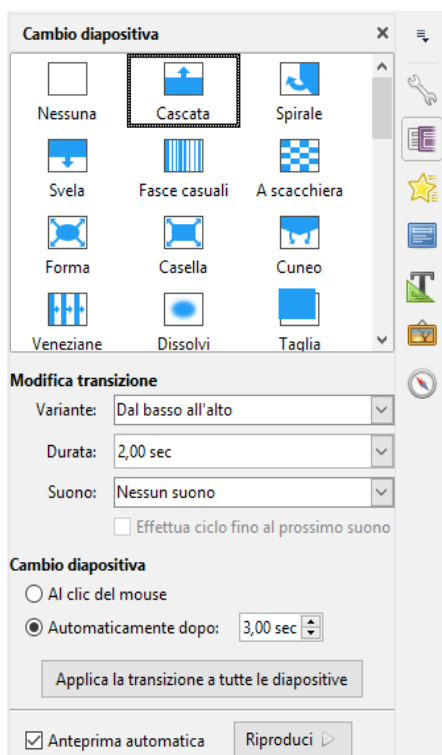 Cambio diapositiva
Nessuna Cascata Spirale
Svela Fasce casuali A scacchiera
Forma Casella Cuneo
Veneziane Dissolvi Taglia
Modifica transizione
Variante: Dal basso all'alto
Durata: 2,00 sec
Suono: Nessun suono
Effettua ciclo fino al prossimo suono
Cambio diapositiva
Al clic del mouse
Automaticamente dopo: 3,00 sec
Applica la transizione a tutte le diapositive
Anteprima automatica Riproduci